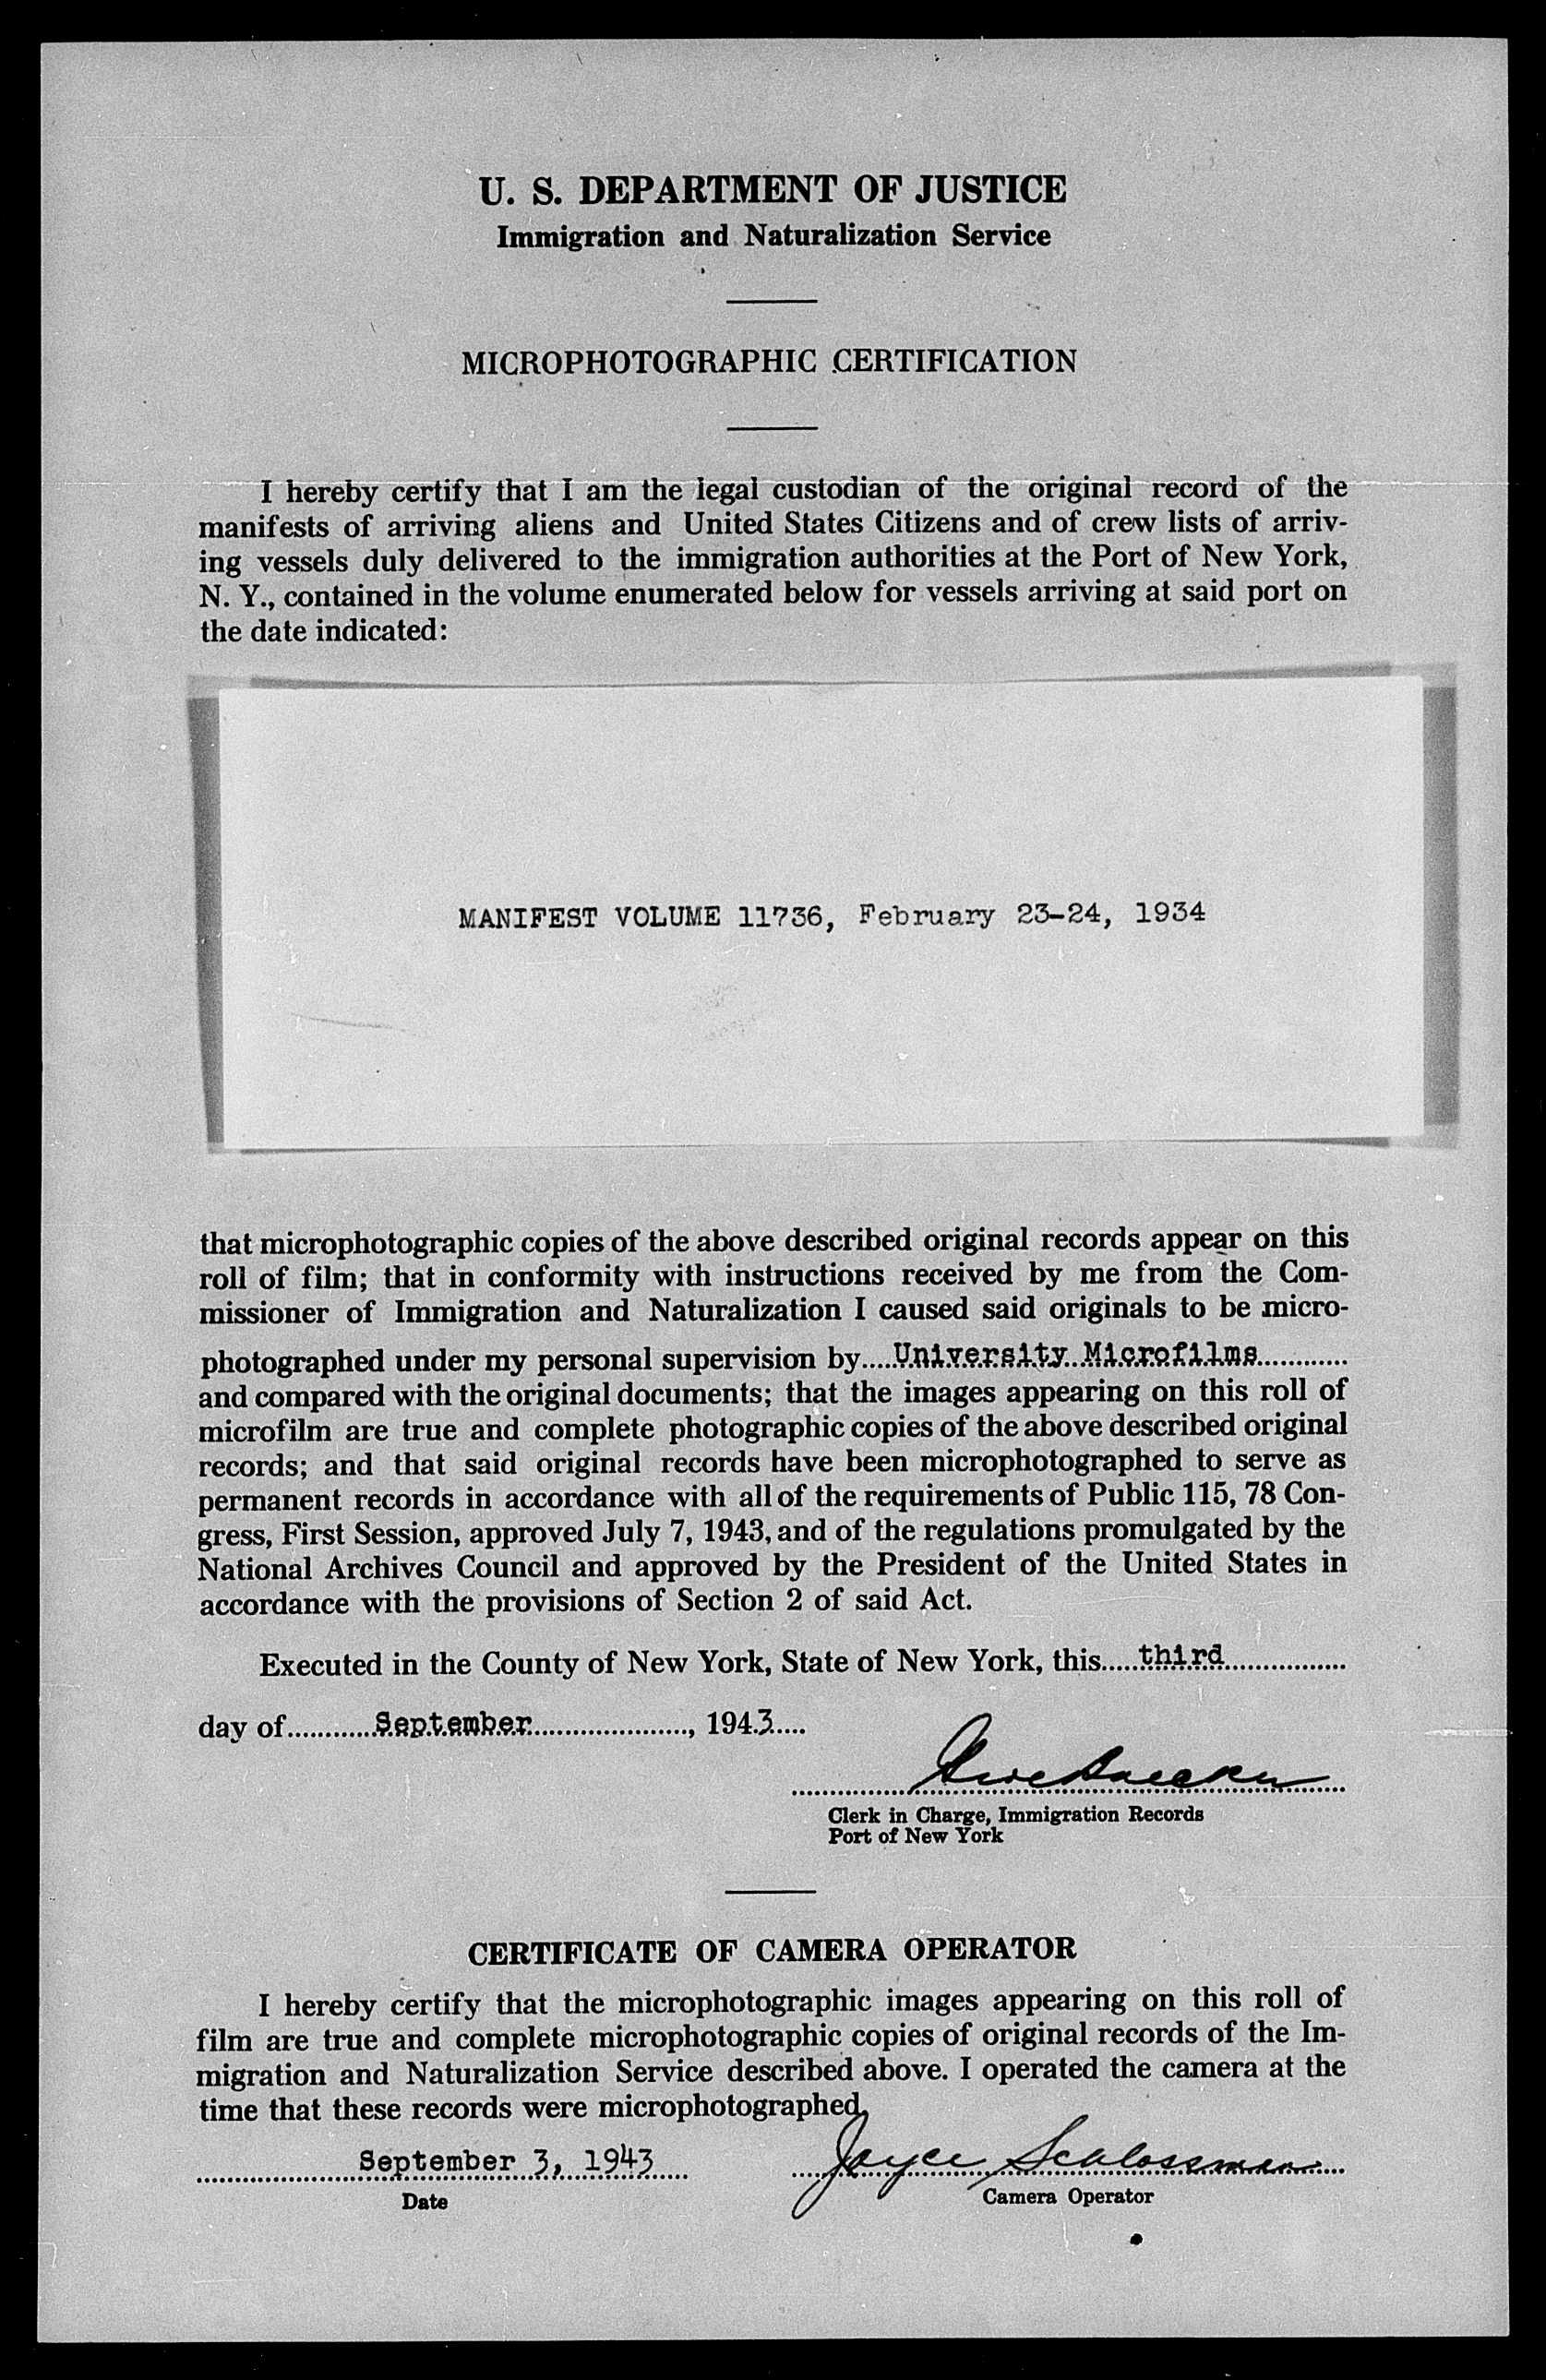 U. S. DEPARTMENT OF JUSTICE
Immigration and Naturalization Service
MICROPHOTOGRAPHIC CERTIFICATION
I hereby certify that I am the legal custodian of the original record of the
manifests of arriving aliens and United States Citizens and of crew lists of arriv-
ing vessels duly delivered to the immigration authorities at the Port of New York,
N. Y., contained in the volume enumerated below for vessels arriving at said port on
the date indicated:
MANIFEST VOLUME 11736, February 23-24, 1934
that microphotographic copies of the above described original records appear on this
roll of film; that in conformity with instructions received by me from the Com-
missioner of Immigration and Naturalization I caused said originals to be micro-
photographed under my personal supervision by University Microfilms
and compared with the original documents; that the images appearing on this roll of
microfilm are true and complete photographic copies of the above described original
records; and that said original records have been microphotographed to serve as
permanent records in accordance with all of the requirements of Public 115, 78 Con-
gress, First Session, approved July 7, 1943, and of the regulations promulgated by the
National Archives Council and approved by the President of the United States in
accordance with the provisions of Section 2 of said Act.
Executed in the County of New York, State of New York, this third
day of September, 1943
Clerk in Charge, Immigration Records
Port of New York
CERTIFICATE OF CAMERA OPERATOR
I hereby certify that the microphotographic images appearing on this roll of
film are true and complete microphotographic copies of original records of the Im-
migration and Naturalization Service described above. I operated the camera at the
time that these records were microphotographed.
September 3, 1943 Joyce Schlossman
Date Camera Operator